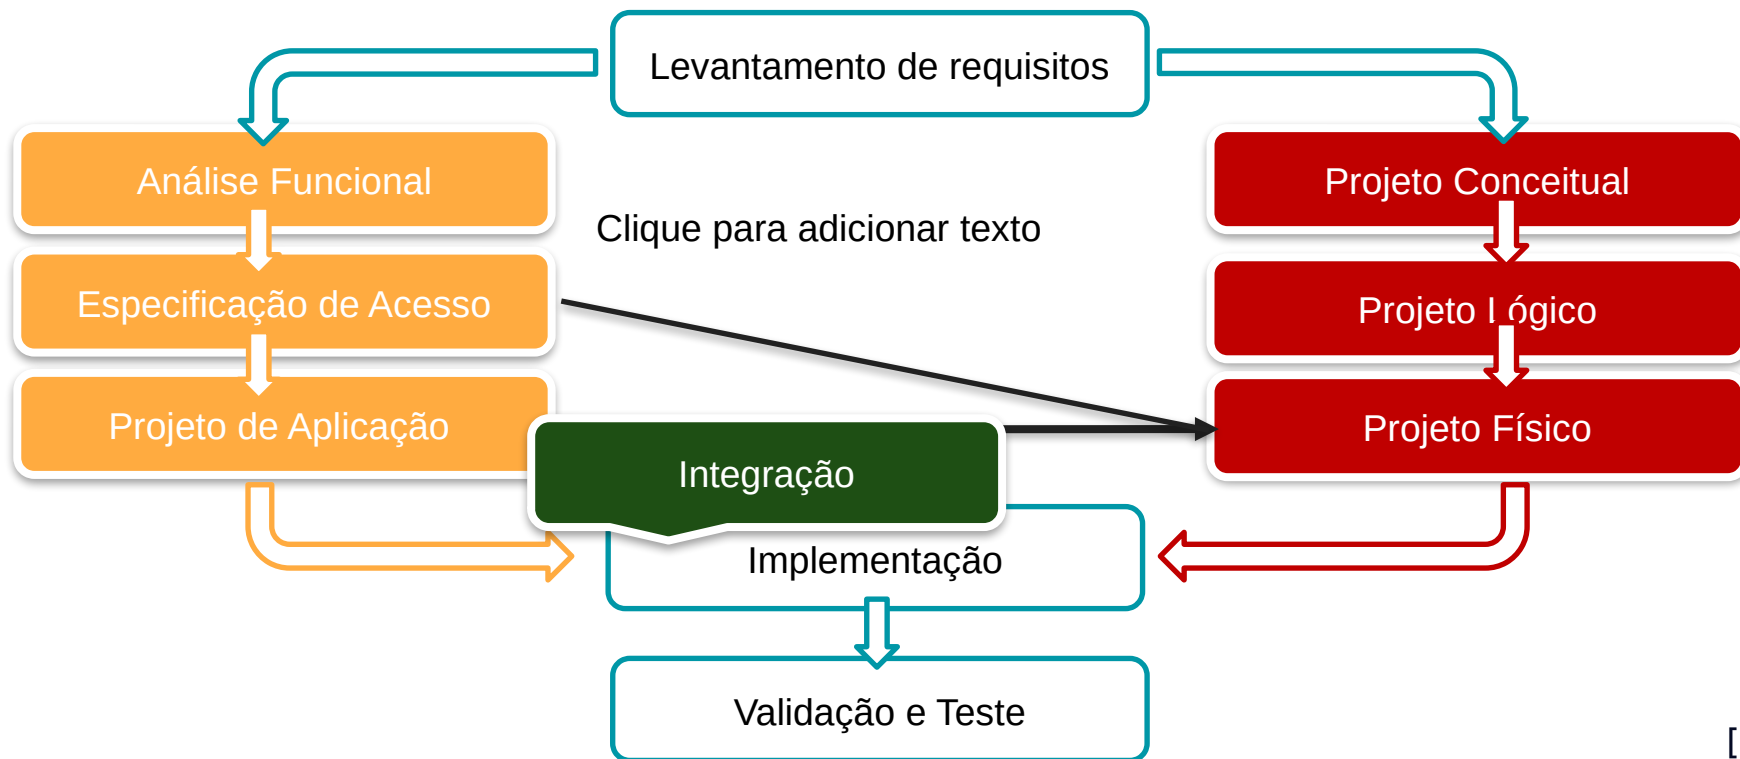 Levantamento de requisitos
Análise Funcional
Projeto Conceitual
Clique para adicionar texto
Especificação de Acesso
Projeto Lógico
Projeto de Aplicação
Projeto Físico
Integração
Implementação
Validação e Teste
[